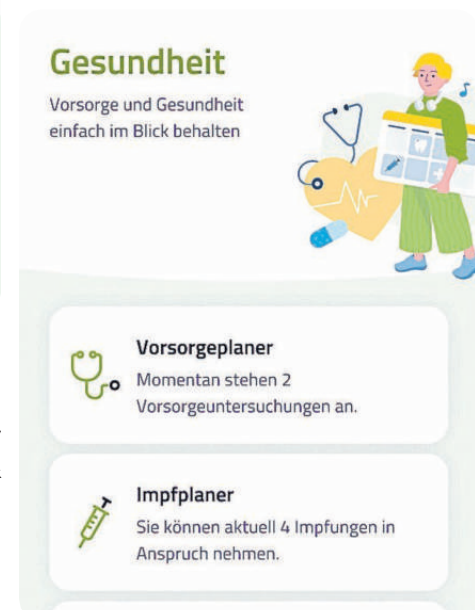 Gesundheit
Vorsorge und Gesundheit
einfach im Blick behalten
Vorsorgeplaner
Momentan stehen 2
Vorsorgeuntersuchungen an.
Impfplaner
Sie können aktuell 4 Impfungen in
Anspruch nehmen.